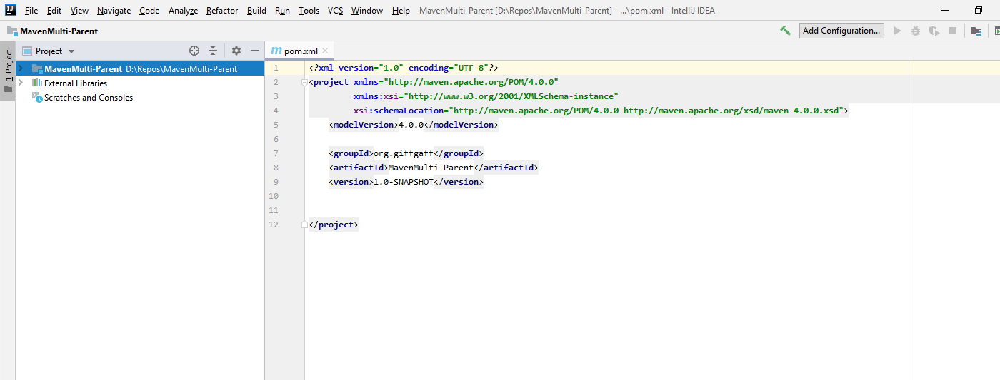 IJ File Edit View Navigate Code Analyze Refactor Build Run Tools VCS Window Help MavenMulti-Parent [D:\Repos\MavenMulti-Parent] - ...\pom.xml - IntelliJ IDEA
MavenMulti-Parent Add Configuration...
1: Project
Project
MavenMulti-Parent D:\Repos\MavenMulti-Parent
External Libraries
Scratches and Consoles
m pom.xml
1 <?xml version="1.0" encoding="UTF-8"?>
2 <project xmlns="http://maven.apache.org/POM/4.0.0"
3 xmlns:xsi="http://www.w3.org/2001/XMLSchema-instance"
4 xsi:schemaLocation="http://maven.apache.org/POM/4.0.0 http://maven.apache.org/xsd/maven-4.0.0.xsd">
5 <modelVersion>4.0.0</modelVersion>
6
7 <groupId>org.giffgaff</groupId>
8 <artifactId>MavenMulti-Parent</artifactId>
9 <version>1.0-SNAPSHOT</version>
10
11
12 </project>